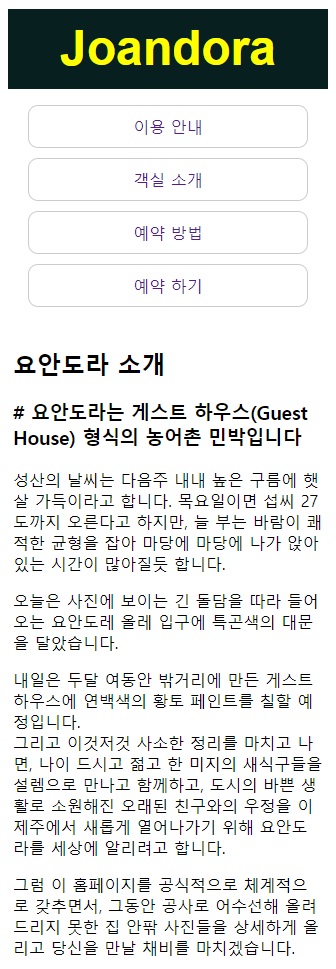 Joandora
이용 안내
객실 소개
예약 방법
예약 하기
요안도라 소개
# 요안도라는 게스트 하우스(Guest
House) 형식의 농어촌 민박입니다
성산의 날씨는 다음주 내내 높은 구름에 햇
살 가득이라고 합니다. 목요일이면 섭씨 27
도까지 오른다고 하지만, 늘 부는 바람이 쾌
적한 균형을 잡아 마당에 마당에 나가 앉아
있는 시간이 많아질듯 합니다.
오늘은 사진에 보이는 긴 돌담을 따라 들어
오는 요안도레 올레 입구에 특곤색의 대문
을 달았습니다.
내일은 두달 여동안 밖거리에 만든 게스트
하우스에 연백색의 황토 페인트를 칠할 예
정입니다.
그리고 이것저것 사소한 정리를 마치고 나
면, 나이 드시고 젊고 한 미지의 새식구들을
설렘으로 만나고 함께하고, 도시의 바쁜 생
활로 소원해진 오래된 친구와의 우정을 이
제주에서 새롭게 열어나가기 위해 요안도
라를 세상에 알리려고 합니다.
그럼 이 홈페이지를 공식적으로 체계적으
로 갖추면서, 그동안 공사로 어수선해 올려
드리지 못한 집 안팎 사진들을 상세하게 올
리고 당신을 만날 채비를 마치겠습니다.